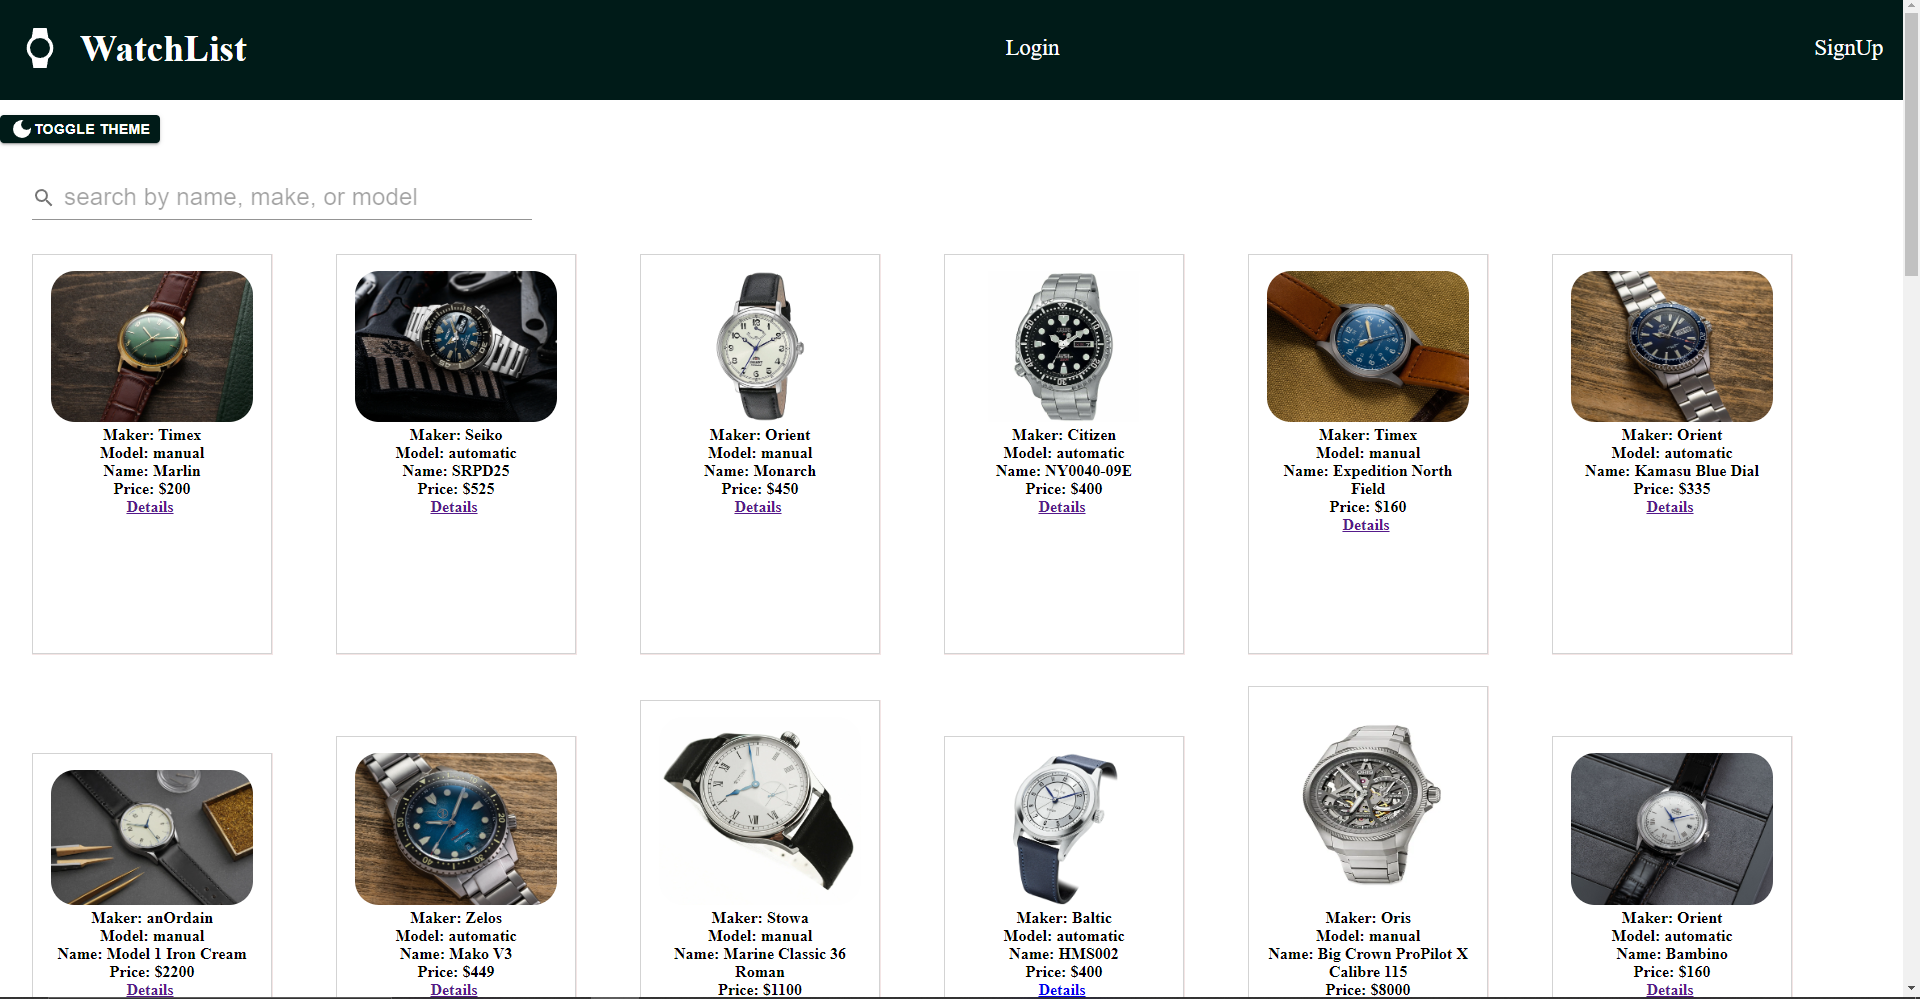 WatchList
Login
SignUp
TOGGLE THEME
search by name, make, or model
Maker: Timex
Model: manual
Name: Marlin
Price: $200
Details
Maker: Seiko
Model: automatic
Name: SRPD25
Price: $525
Details
Maker: Orient
Model: manual
Name: Monarch
Price: $450
Details
Maker: Citizen
Model: automatic
Name: NY0040-09E
Price: $400
Details
Maker: Timex
Model: manual
Name: Expedition North
Field
Price: $160
Details
Maker: Orient
Model: automatic
Name: Kamasu Blue Dial
Price: $335
Details
Maker: anOrdain
Model: manual
Name: Model 1 Iron Cream
Price: $2200
Details
Maker: Zelos
Model: automatic
Name: Mako V3
Price: $449
Details
Maker: Stowa
Model: manual
Name: Marine Classic 36
Roman
Price: $1100
Maker: Baltic
Model: automatic
Name: HMS002
Price: $400
Details
Maker: Oris
Model: manual
Name: Big Crown ProPilot X
Calibre 115
Price: $8000
Maker: Orient
Model: automatic
Name: Bambino
Price: $160
Details